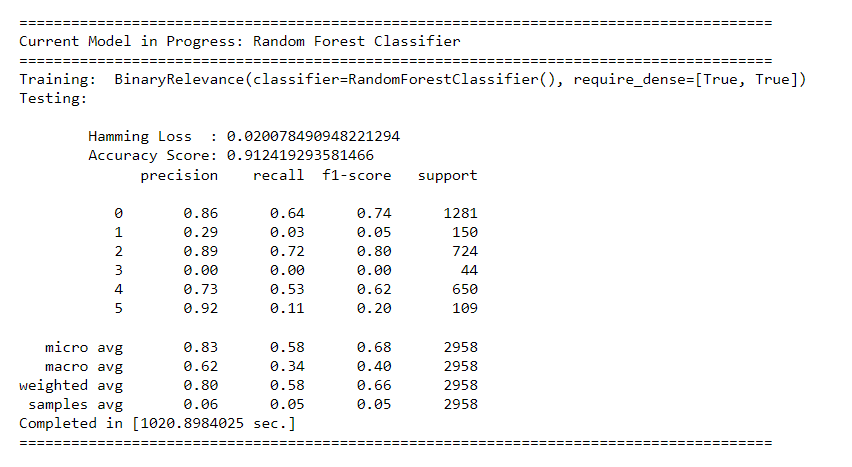 =======================================================================================
Current Model in Progress: Random Forest Classifier
=======================================================================================
Training:  BinaryRelevance(classifier=RandomForestClassifier(), require_dense=[True, True])
Testing:
Hamming Loss  : 0.020078490948221294
Accuracy Score: 0.912419293581466
precision    recall  f1-score   support
0       0.86      0.64      0.74      1281
1       0.29      0.03      0.05       150
2       0.89      0.72      0.80       724
3       0.00      0.00      0.00        44
4       0.73      0.53      0.62       650
5       0.92      0.11      0.20       109
micro avg       0.83      0.58      0.68      2958
macro avg       0.62      0.34      0.40      2958
weighted avg       0.80      0.58      0.66      2958
samples avg       0.06      0.05      0.05      2958
Completed in [1020.8984025 sec.]
=======================================================================================